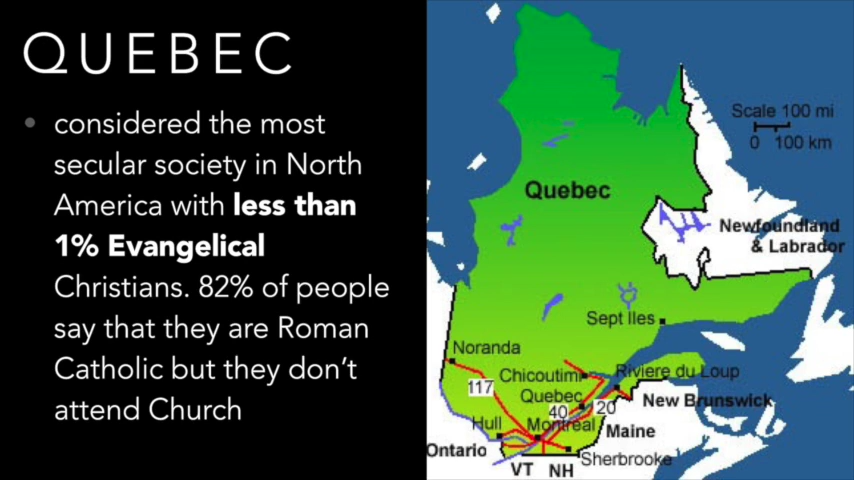 QUEBEC
• considered the most
secular society in North
America with less than
1% Evangelical
Christians. 82% of people
say that they are Roman
Catholic but they don't
attend Church
Scale 100 mi
0 100 km
Quebec
Newfoundland
& Labrador
Sept Iles
Noranda
Chicoutimi
Riviere du Loup
117
Quebec
40
20
New Brunswick
Hull
Montreal
Maine
Ontario
Sherbrooke
VT
NH